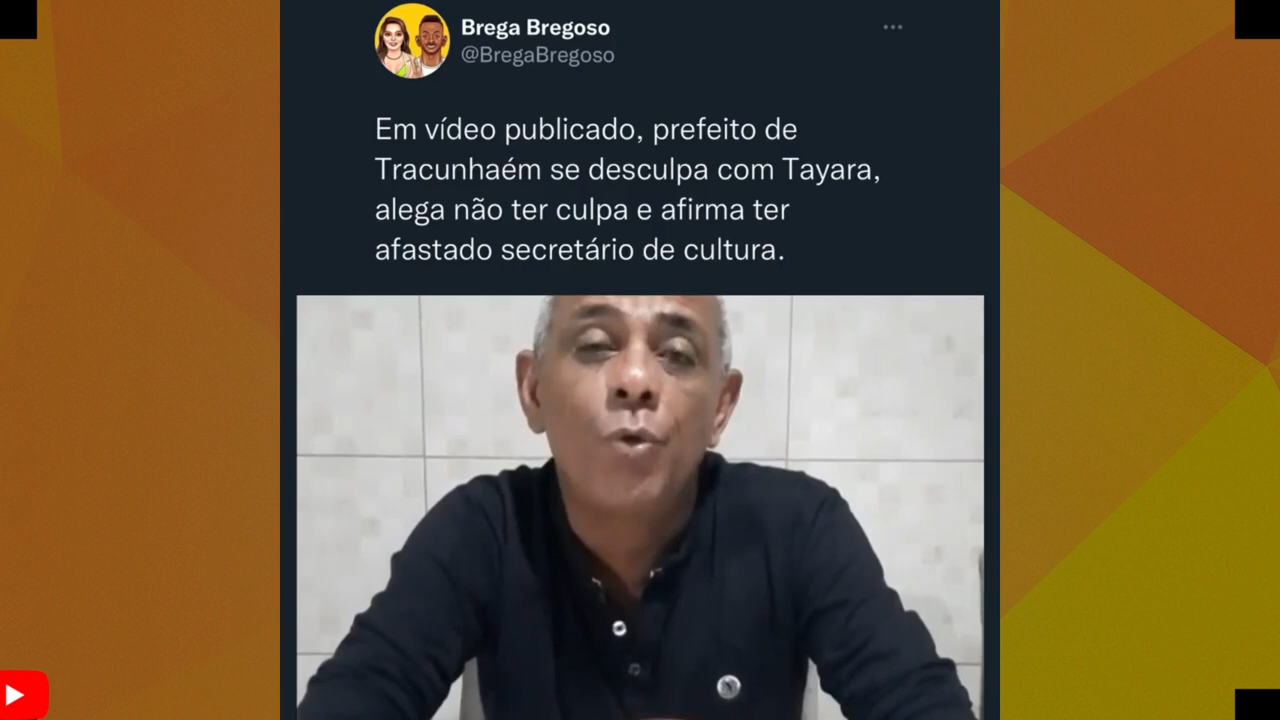 Brega Bregoso
@BregaBregoso
Em vídeo publicado, prefeito de
Tracunhaém se desculpa com Tayara,
alega não ter culpa e afirma ter
afastado secretário de cultura.